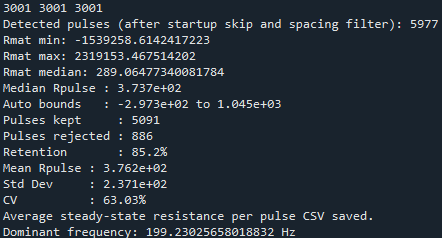 3001 3001 3001
Detected pulses (after startup skip and spacing filter): 5977
Rmat min: -1539258.6142417223
Rmat max: 2319153.467514202
Rmat median: 289.06477340081784
Median Rpulse : 3.737e+02
Auto bounds   : -2.973e+02 to 1.045e+03
Pulses kept     : 5091
Pulses rejected : 886
Retention       : 85.2%
Mean Rpulse : 3.762e+02
Std Dev     : 2.371e+02
CV          : 63.03%
Average steady-state resistance per pulse CSV saved.
Dominant frequency: 199.23025658018832 Hz